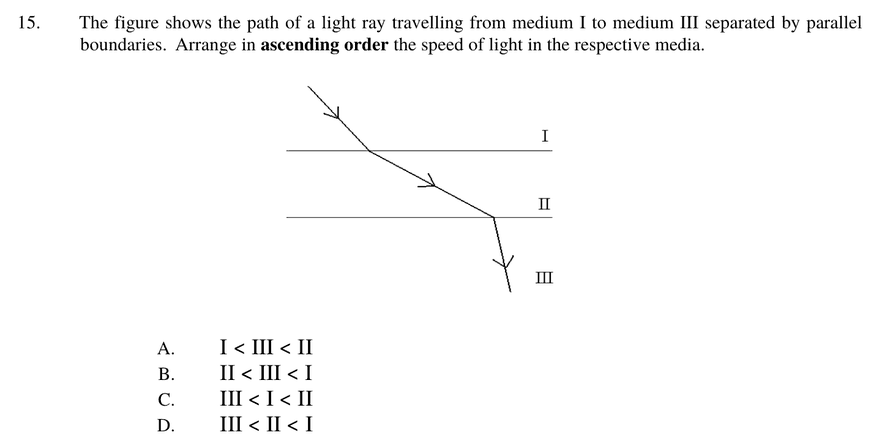 15. The figure shows the path of a light ray travelling from medium I to medium III separated by parallel
boundaries. Arrange in ascending order the speed of light in the respective media.
I
II
III
A. I < III < II
B. II < III < I
C. III < I < II
D. III < II < I